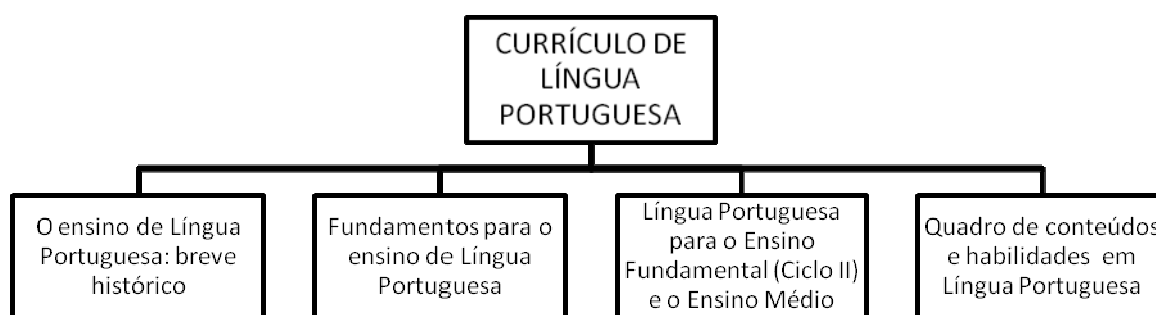 CURRÍCULO DE
LÍNGUA
PORTUGUESA
O ensino de Língua
Portuguesa: breve
histórico
Fundamentos para o
ensino de Língua
Portuguesa
Língua Portuguesa
para o Ensino
Fundamental (Ciclo II)
e o Ensino Médio
Quadro de conteúdos
e habilidades em
Língua Portuguesa